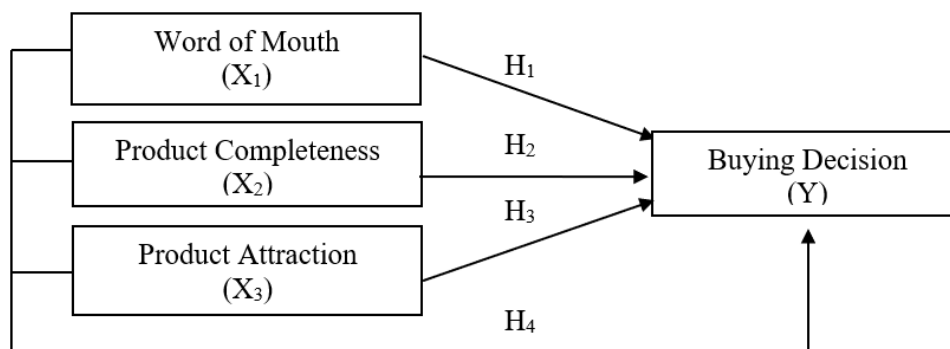 Word of Mouth
(X₁)
H₁
Product Completeness
(X₂)
H₂
Buying Decision
(Y)
H₃
Product Attraction
(X₃)
H₄